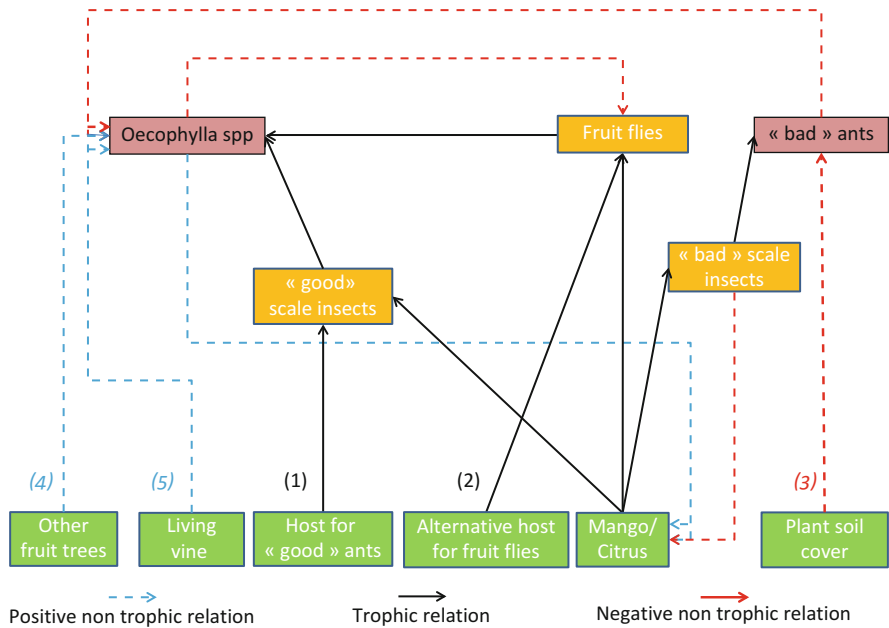 Oecophylla spp
Fruit flies
« bad » ants
« good»
scale insects
« bad » scale
insects
(4)
(5)
(1)
(2)
(3)
Other
fruit trees
Living
vine
Host for
« good » ants
Alternative host
for fruit flies
Mango/
Citrus
Plant soil
cover
Positive non trophic relation
Trophic relation
Negative non trophic relation